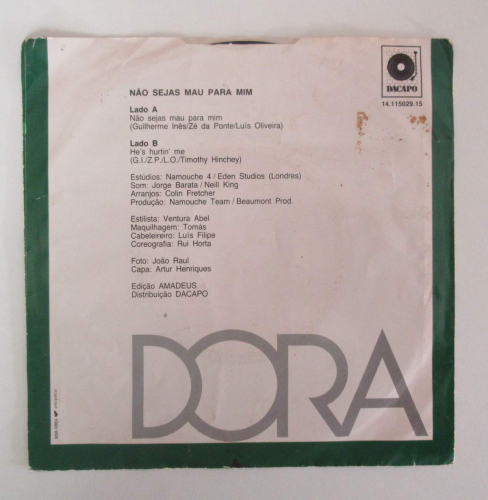 DACAPO
14.115029.15
NÃO SEJAS MAU PARA MIM
Lado A
Não sejas mau para mim
(Guilherme Inês/Zé da Ponte/Luís Oliveira)
Lado B
He's hurtin' me
(G.I./Z.P./L.O./Timothy Hinchey)
Estúdios: Namouche 4 / Eden Studios (Londres)
Som: Jorge Barata / Neill King
Arranjos: Colin Fretcher
Produção: Namouche Team / Beaumont Prod.
Estilista: Ventura Abel
Maquilhagem: Tomás
Cabeleireiro: Luís Filipe
Coreografia: Rui Horta
Foto: João Raul
Capa: Artur Henriques
Edição AMADEUS
Distribuição DACAPO
DORA